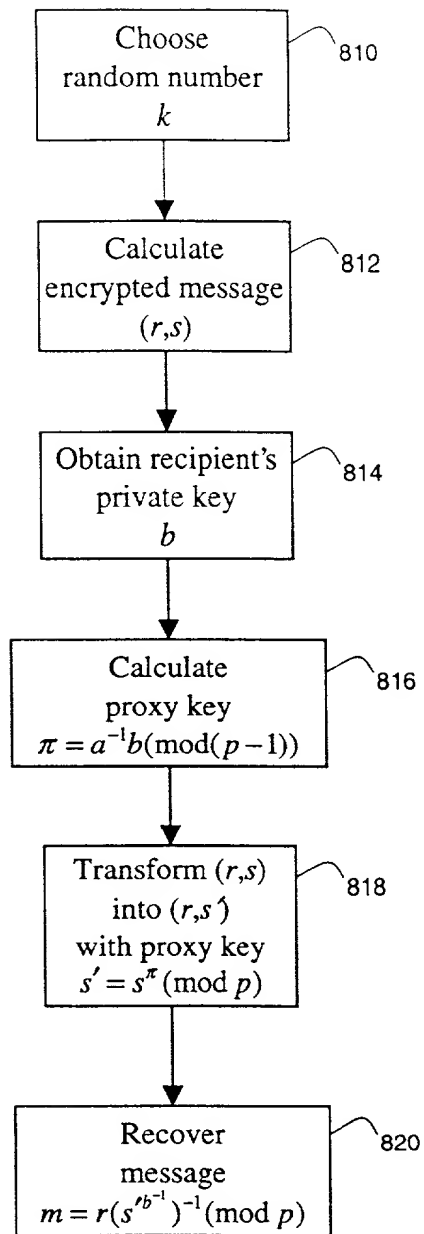 Choose
random number
k
810
Calculate
encrypted message
(r,s)
812
Obtain recipient's
private key
b
814
Calculate
proxy key
π = a⁻¹b(mod(p − 1))
816
Transform (r,s)
into (r,s′)
with proxy key
s′ = s^π (mod p)
818
Recover
message
m = r(s′^b⁻¹)⁻¹(mod p)
820